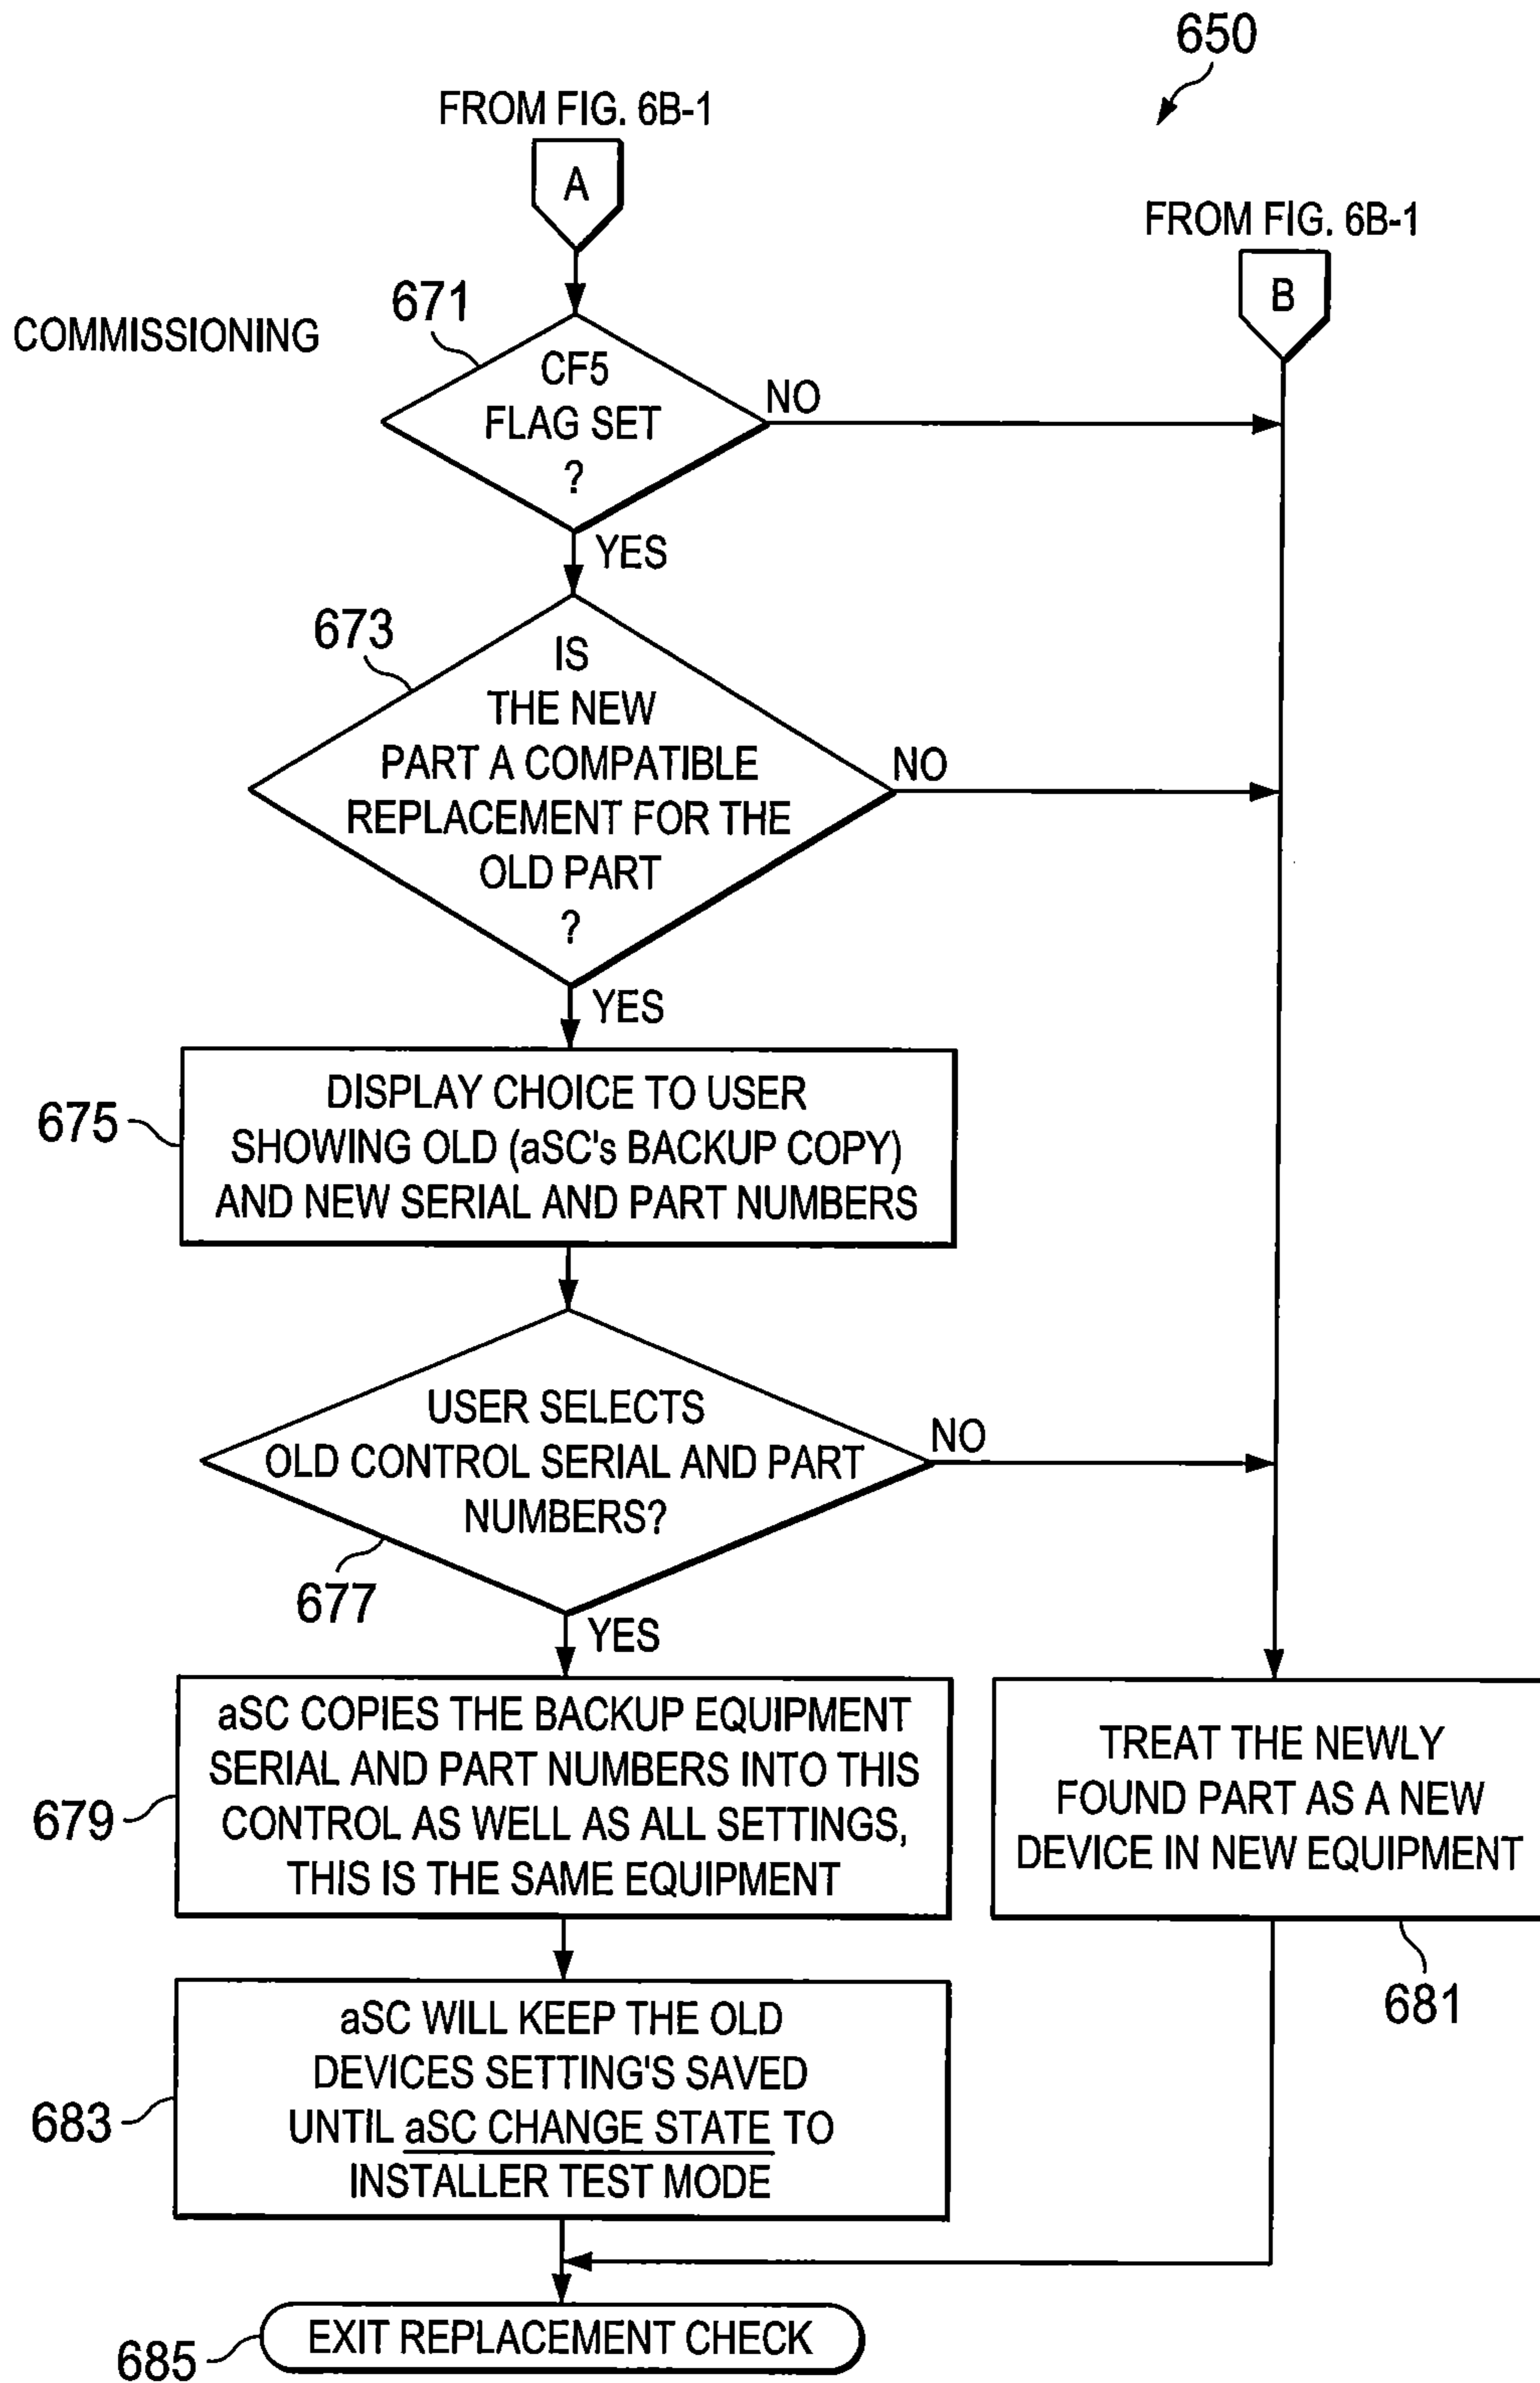 650
FROM FIG. 6B-1
A
FROM FIG. 6B-1
B
COMMISSIONING
671
CF5
FLAG SET
?
NO
YES
673
IS
THE NEW
PART A COMPATIBLE
REPLACEMENT FOR THE
OLD PART
?
NO
YES
675
DISPLAY CHOICE TO USER
SHOWING OLD (aSC's BACKUP COPY)
AND NEW SERIAL AND PART NUMBERS
USER SELECTS
OLD CONTROL SERIAL AND PART
NUMBERS?
NO
677
YES
679
aSC COPIES THE BACKUP EQUIPMENT
SERIAL AND PART NUMBERS INTO THIS
CONTROL AS WELL AS ALL SETTINGS,
THIS IS THE SAME EQUIPMENT
TREAT THE NEWLY
FOUND PART AS A NEW
DEVICE IN NEW EQUIPMENT
681
683
aSC WILL KEEP THE OLD
DEVICES SETTING'S SAVED
UNTIL aSC CHANGE STATE TO
INSTALLER TEST MODE
685
EXIT REPLACEMENT CHECK